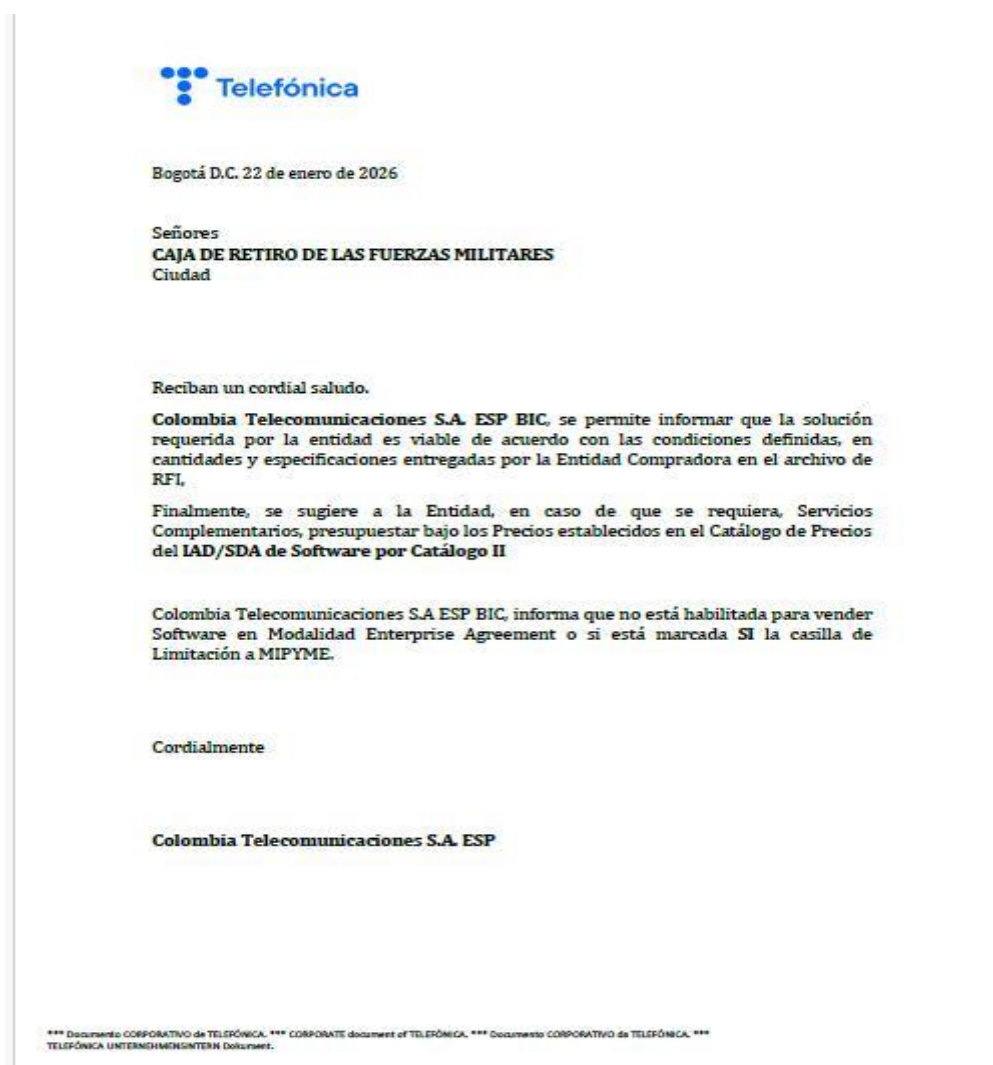 Telefónica
Bogotá D.C. 22 de enero de 2026
Señores
CAJA DE RETIRO DE LAS FUERZAS MILITARES
Ciudad
Reciban un cordial saludo.
Colombia Telecomunicaciones S.A. ESP BIC, se permite informar que la solución
requerida por la entidad es viable de acuerdo con las condiciones definidas, en
cantidades y especificaciones entregadas por la Entidad Compradora en el archivo de
RFI,
Finalmente, se sugiere a la Entidad, en caso de que se requiera, Servicios
Complementarios, presupuestar bajo los Precios establecidos en el Catálogo de Precios
del IAD/SDA de Software por Catálogo II
Colombia Telecomunicaciones S.A ESP BIC, informa que no está habilitada para vender
Software en Modalidad Enterprise Agreement o si está marcada SI la casilla de
Limitación a MIPYME.
Cordialmente
Colombia Telecomunicaciones S.A. ESP
*** Documento CORPORATIVO de TELEFÓNICA. *** CORPORATE document of TELEFÓNICA. *** Documento CORPORATIVO da TELEFÓNICA. ***
TELEFÓNICA UNTERNEHMENSINTERN Dokument.